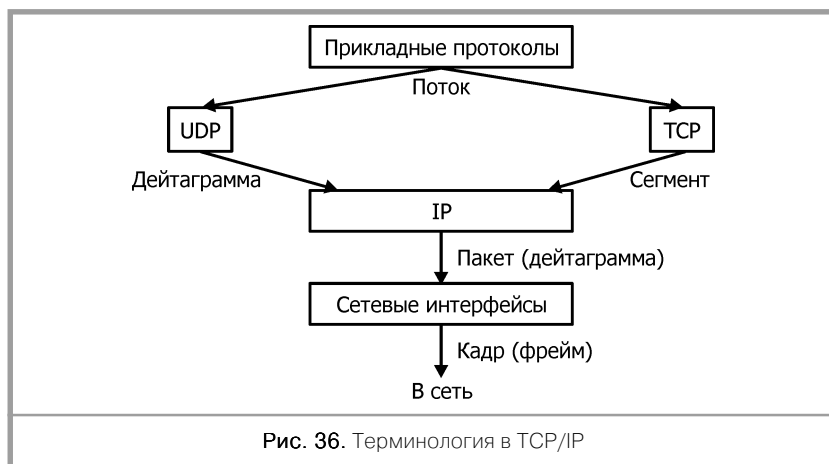 Прикладные протоколы
Поток
UDP
TCP
Дейтаграмма
Сегмент
IP
Пакет (дейтаграмма)
Сетевые интерфейсы
Кадр (фрейм)
В сеть
Рис. 36. Терминология в TCP/IP